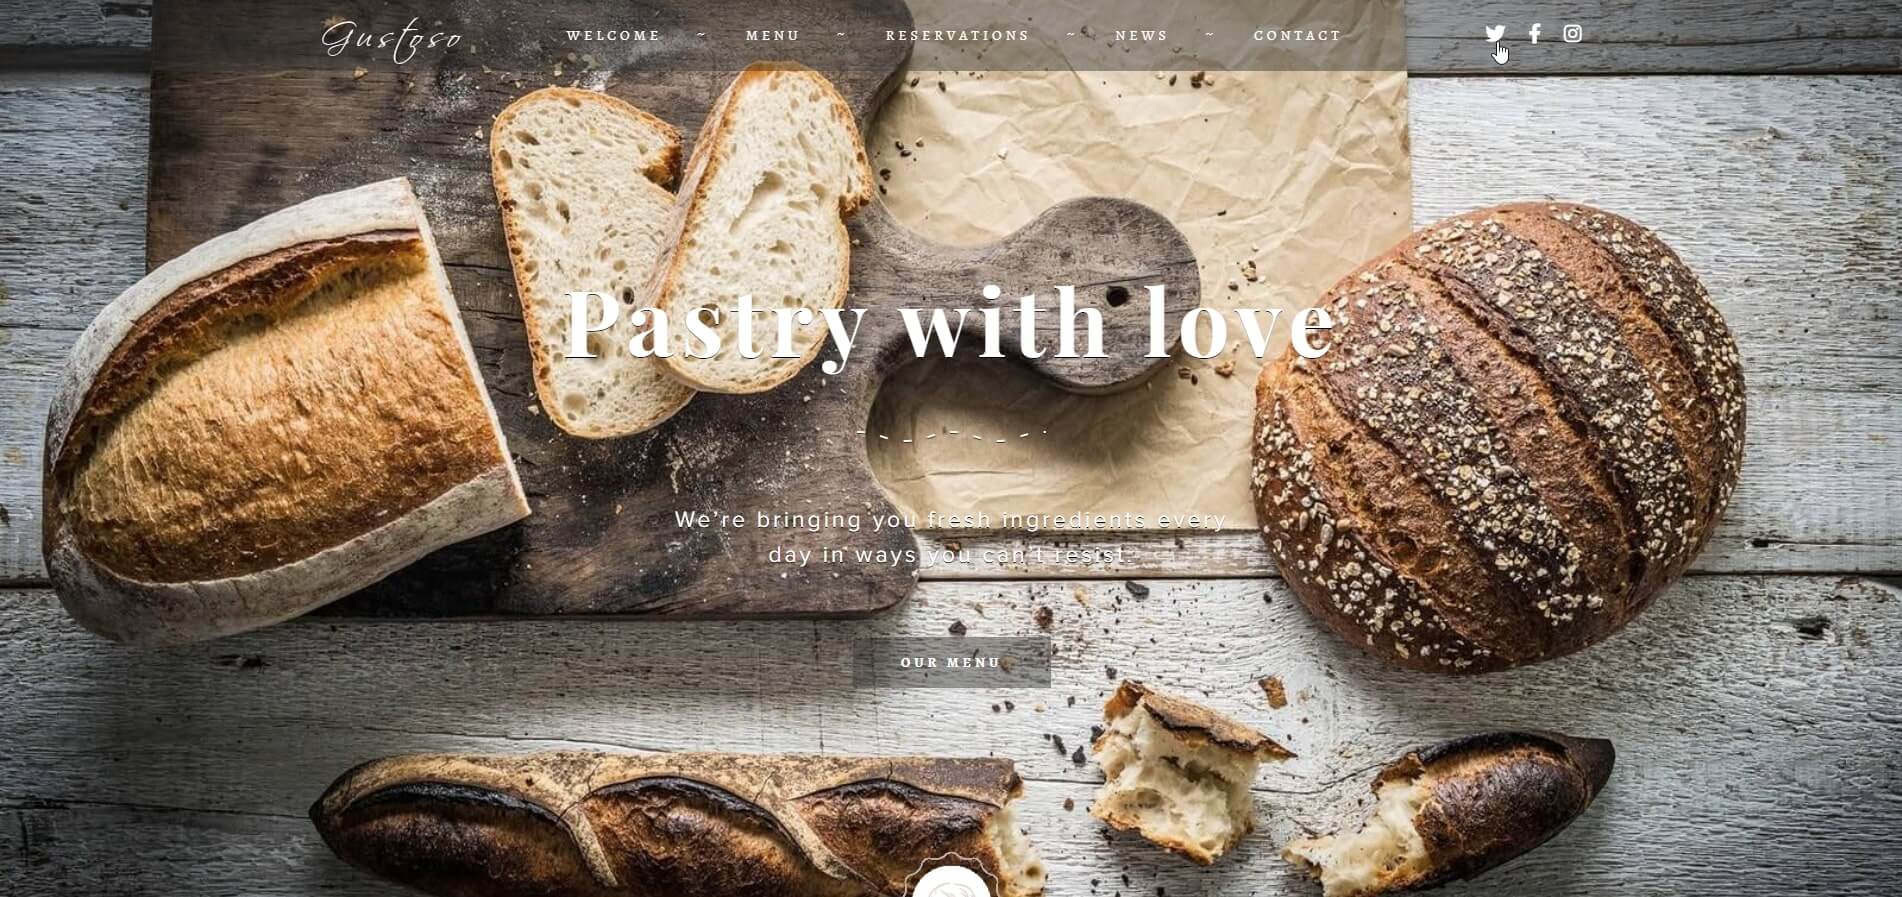 Gustoso
WELCOME ~ MENU ~ RESERVATIONS ~ NEWS ~ CONTACT
Pastry with love
We're bringing you fresh ingredients every
day in ways you can't resist.
OUR MENU